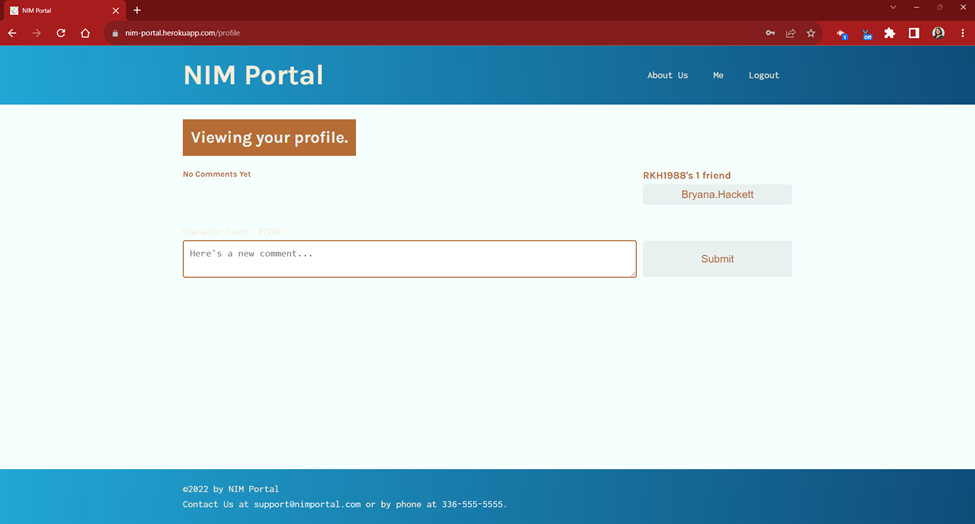 NIM Portal
nim-portal.herokuapp.com/profile
NIM Portal
About Us Me Logout
Viewing your profile.
No Comments Yet
RKH1988's 1 friend
Bryana.Hackett
Character Count: 0/280
Here's a new comment...
Submit
©2022 by NIM Portal
Contact Us at support@nimportal.com or by phone at 336-555-5555.